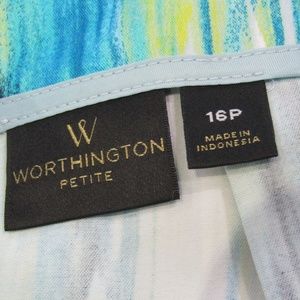 W
WORTHINGTON
PETITE
16P
MADE IN
INDONESIA